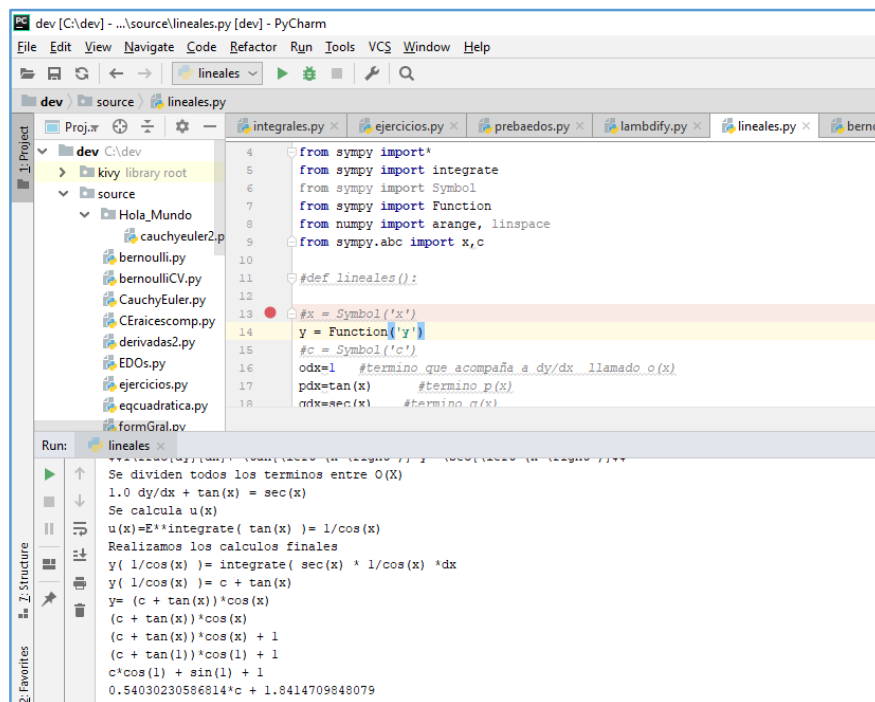 PC dev [C:\dev] - ...\source\lineales.py [dev] - PyCharm
File Edit View Navigate Code Refactor Run Tools VCS Window Help
lineales
dev source lineales.py
1: Project
Proj.
integrales.py ejercicios.py prebaedos.py lambdify.py lineales.py
dev C:\dev
kivy library root
source
Hola_Mundo
cauchyeuler2.p
bernoulli.py
bernoulliCV.py
CauchyEuler.py
CEraicescomp.py
derivadas2.py
EDOs.py
ejercicios.py
eqcuadratica.py
formGral.py
4 from sympy import*
5 from sympy import integrate
6 from sympy import Symbol
7 from sympy import Function
8 from numpy import arange, linspace
9 from sympy.abc import x,c
10
11 #def lineales():
12
13 #x = Symbol('x')
14 y = Function('y')
15 #c = Symbol('c')
16 odx=1 #termino que acompaña a dy/dx llamado o(x)
17 pdx=tan(x) #termino p(x)
18 qdx=sec(x) #termino q(x)
Run: lineales
Se dividen todos los terminos entre O(X)
1.0 dy/dx + tan(x) = sec(x)
Se calcula u(x)
u(x)=E**integrate( tan(x) )= 1/cos(x)
Realizamos los calculos finales
y( 1/cos(x) )= integrate( sec(x) * 1/cos(x) *dx
y( 1/cos(x) )= c + tan(x)
y= (c + tan(x))*cos(x)
(c + tan(x))*cos(x)
(c + tan(x))*cos(x) + 1
(c + tan(1))*cos(1) + 1
c*cos(1) + sin(1) + 1
0.54030230586814*c + 1.8414709848079
7: Structure
2: Favorites